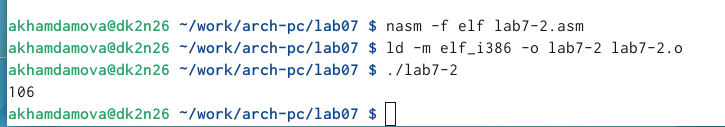 akhamdamova@dk2n26 ~/work/arch-pc/lab07 $ nasm -f elf lab7-2.asm
akhamdamova@dk2n26 ~/work/arch-pc/lab07 $ ld -m elf_i386 -o lab7-2 lab7-2.o
akhamdamova@dk2n26 ~/work/arch-pc/lab07 $ ./lab7-2
106
akhamdamova@dk2n26 ~/work/arch-pc/lab07 $